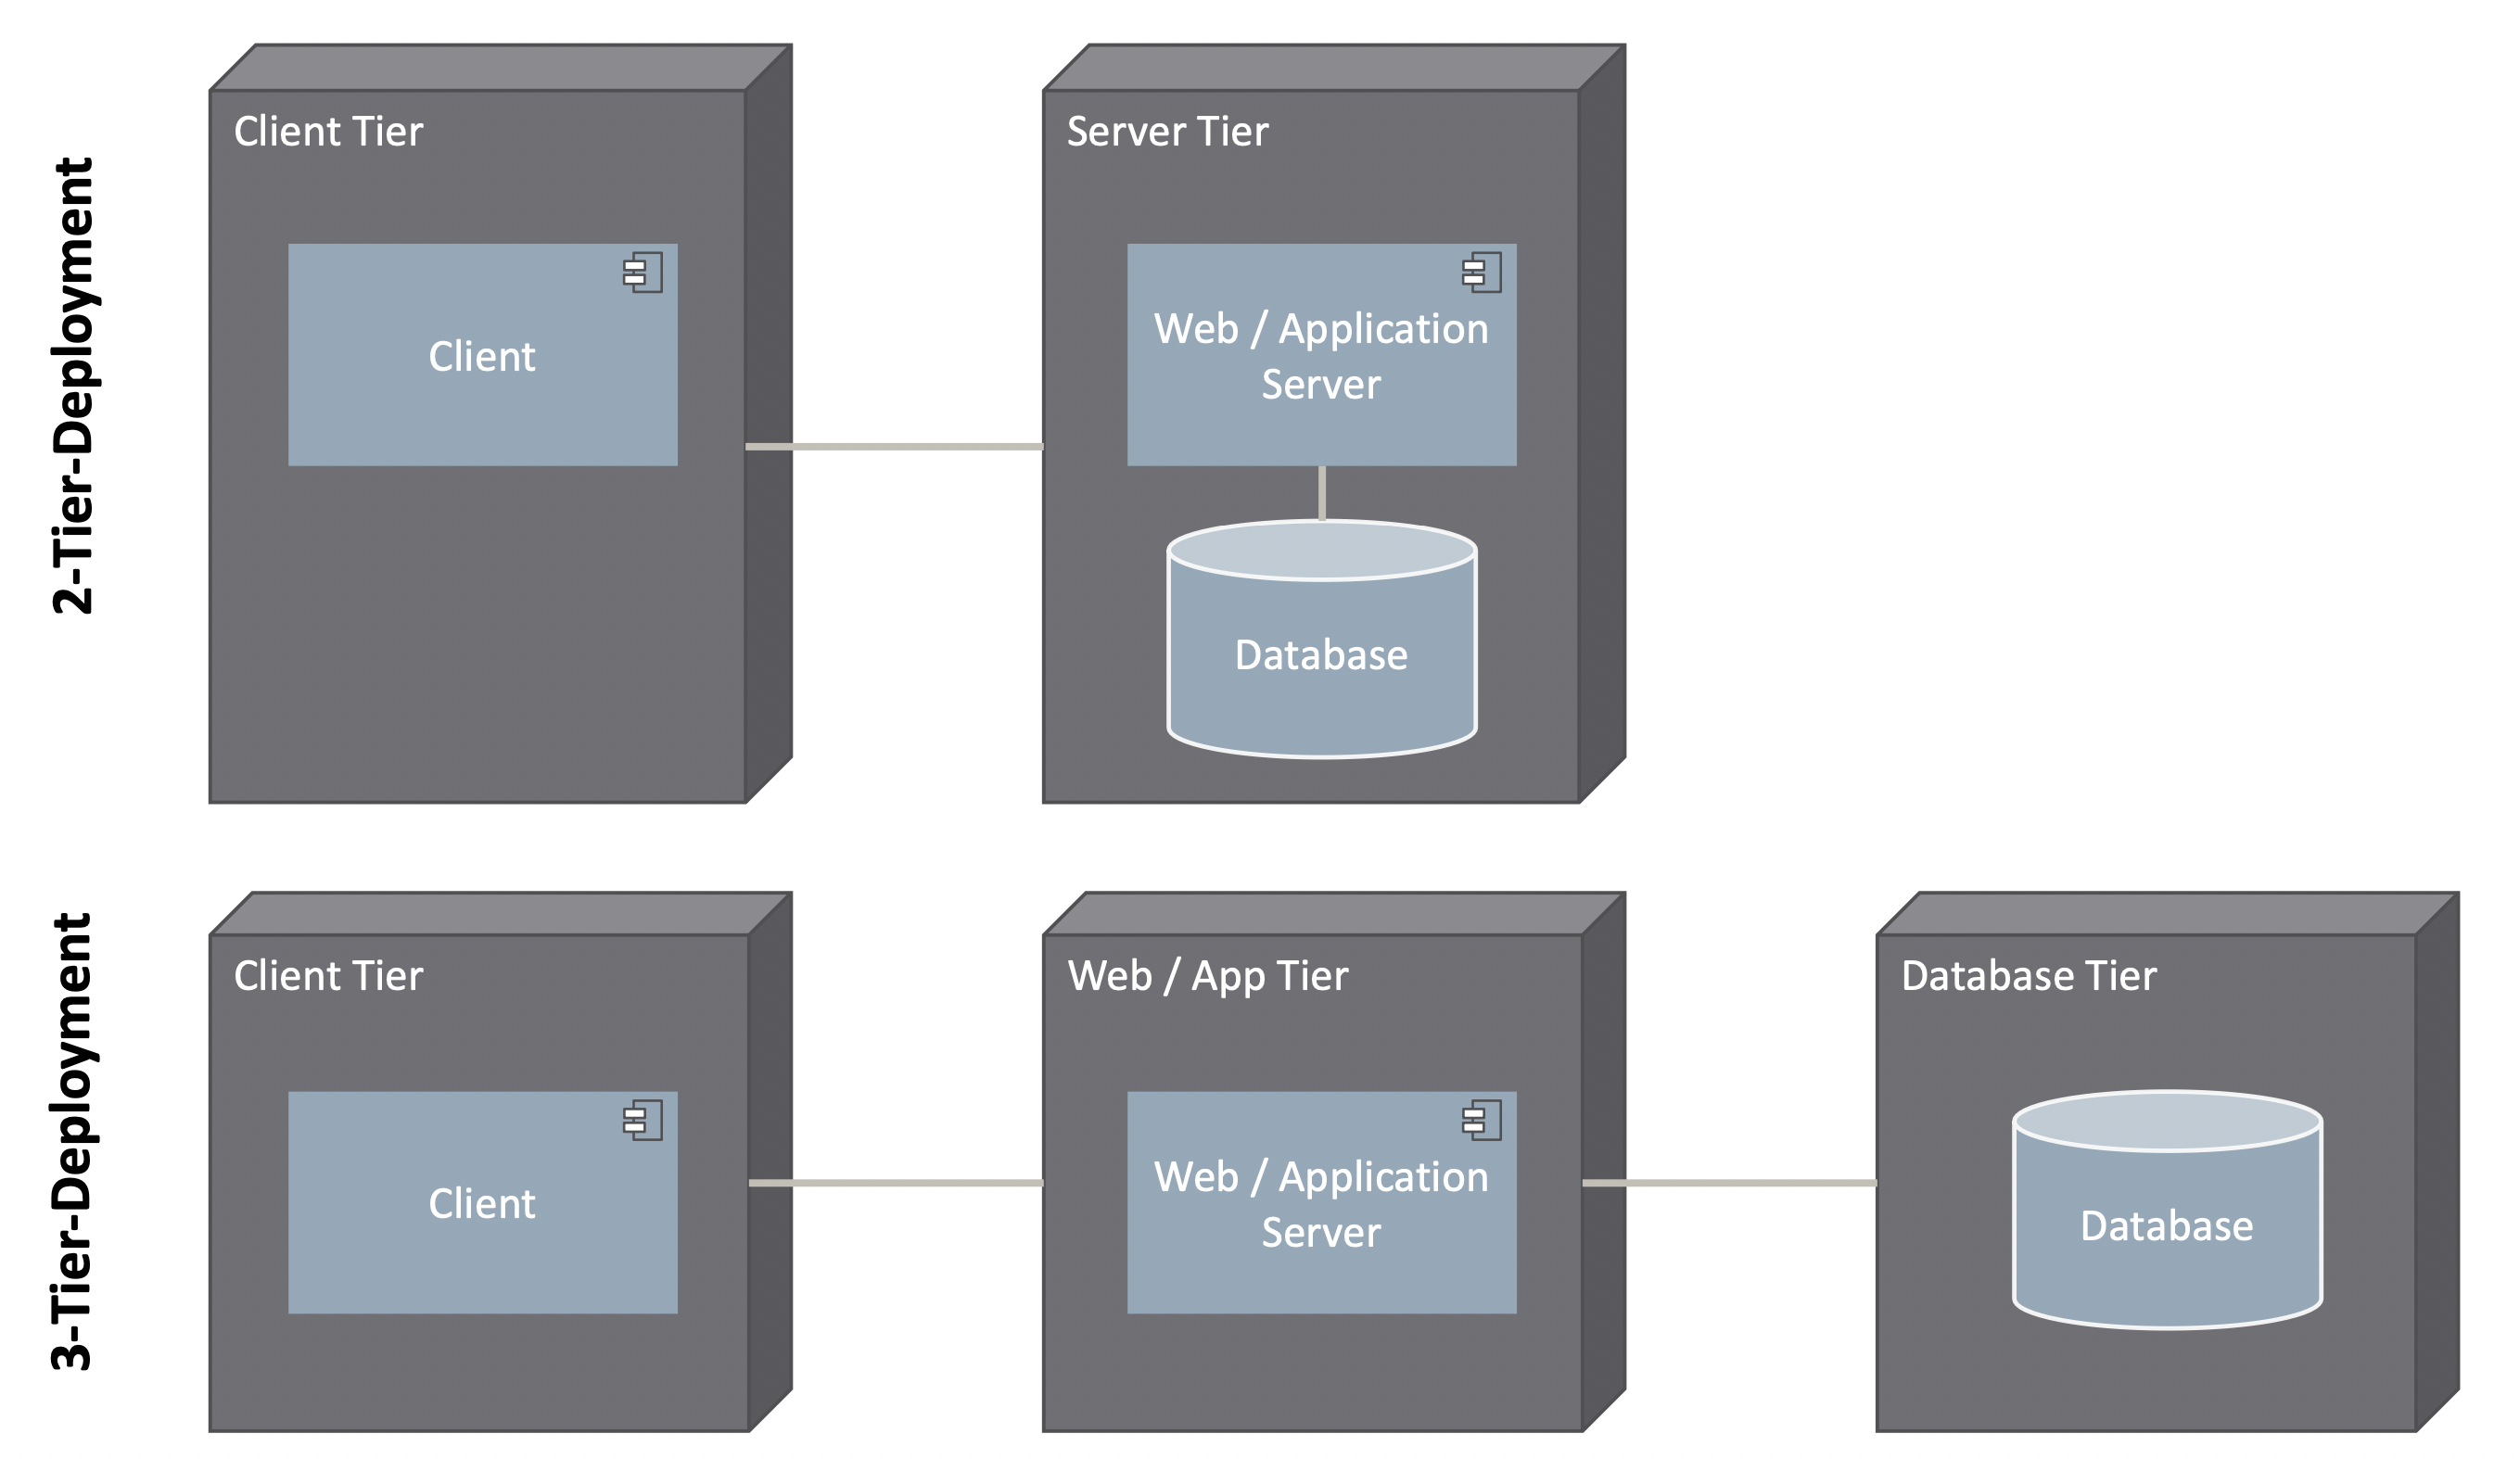 2-Tier-Deployment
Client Tier
Client
Server Tier
Web / Application
Server
Database
3-Tier-Deployment
Client Tier
Client
Web / App Tier
Web / Application
Server
Database Tier
Database